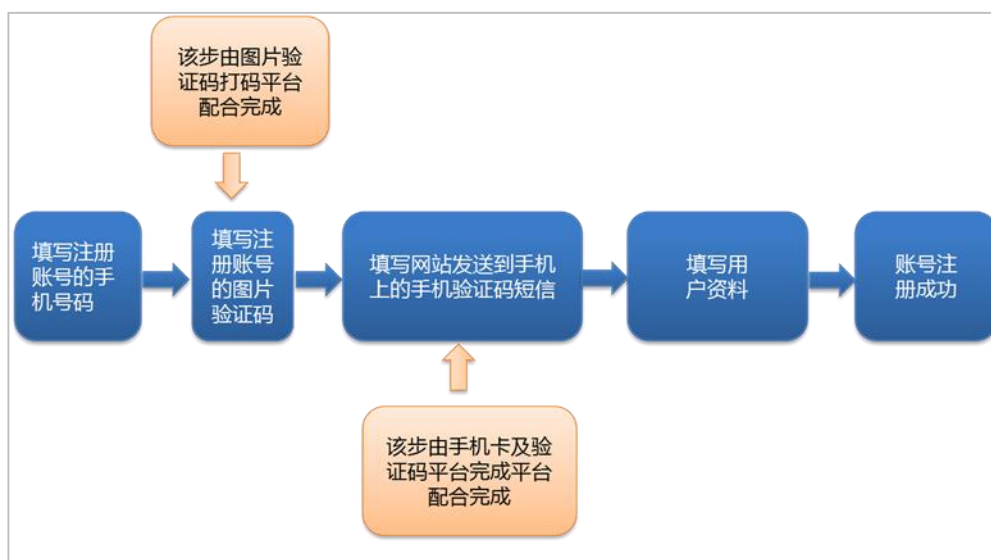 该步由图片验
证码打码平台
配合完成
填写注册
账号的手
机号码
填写注
册账号
的图片
验证码
填写网站发送到手机
上的手机验证码短信
填写用
户资料
账号注
册成功
该步由手机卡及验
证码平台完成平台
配合完成